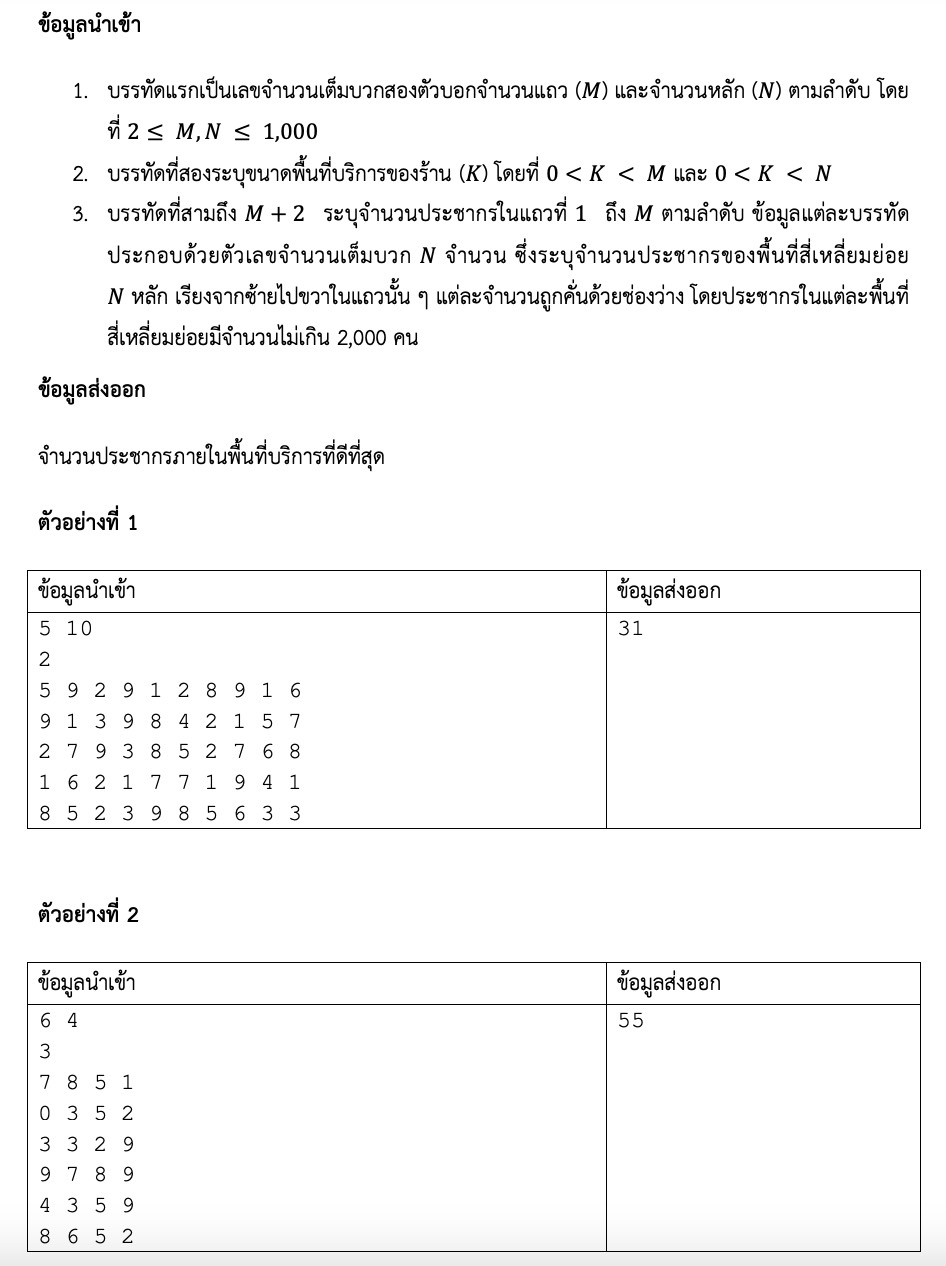 ข้อมูลนำเข้า
1. บรรทัดแรกเป็นเลขจำนวนเต็มบวกสองตัวบอกจำนวนแถว (M) และจำนวนหลัก (N) ตามลำดับ โดย
ที่ 2 ≤ M, N ≤ 1,000
2. บรรทัดที่สองระบุขนาดพื้นที่บริการของร้าน (K) โดยที่ 0 < K < M และ 0 < K < N
3. บรรทัดที่สามถึง M + 2 ระบุจำนวนประชากรในแถวที่ 1 ถึง M ตามลำดับ ข้อมูลแต่ละบรรทัด
ประกอบด้วยตัวเลขจำนวนเต็มบวก N จำนวน ซึ่งระบุจำนวนประชากรของพื้นที่สี่เหลี่ยมย่อย
N หลัก เรียงจากซ้ายไปขวาในแถวนั้น ๆ แต่ละจำนวนถูกคั่นด้วยช่องว่าง โดยประชากรในแต่ละพื้นที่
สี่เหลี่ยมย่อยมีจำนวนไม่เกิน 2,000 คน
ข้อมูลส่งออก
จำนวนประชากรภายในพื้นที่บริการที่ดีที่สุด
ตัวอย่างที่ 1
ข้อมูลนำเข้า ข้อมูลส่งออก
5 10 31
2
5 9 2 9 1 2 8 9 1 6
9 1 3 9 8 4 2 1 5 7
2 7 9 3 8 5 2 7 6 8
1 6 2 1 7 7 1 9 4 1
8 5 2 3 9 8 5 6 3 3
ตัวอย่างที่ 2
ข้อมูลนำเข้า ข้อมูลส่งออก
6 4 55
3
7 8 5 1
0 3 5 2
3 3 2 9
9 7 8 9
4 3 5 9
8 6 5 2